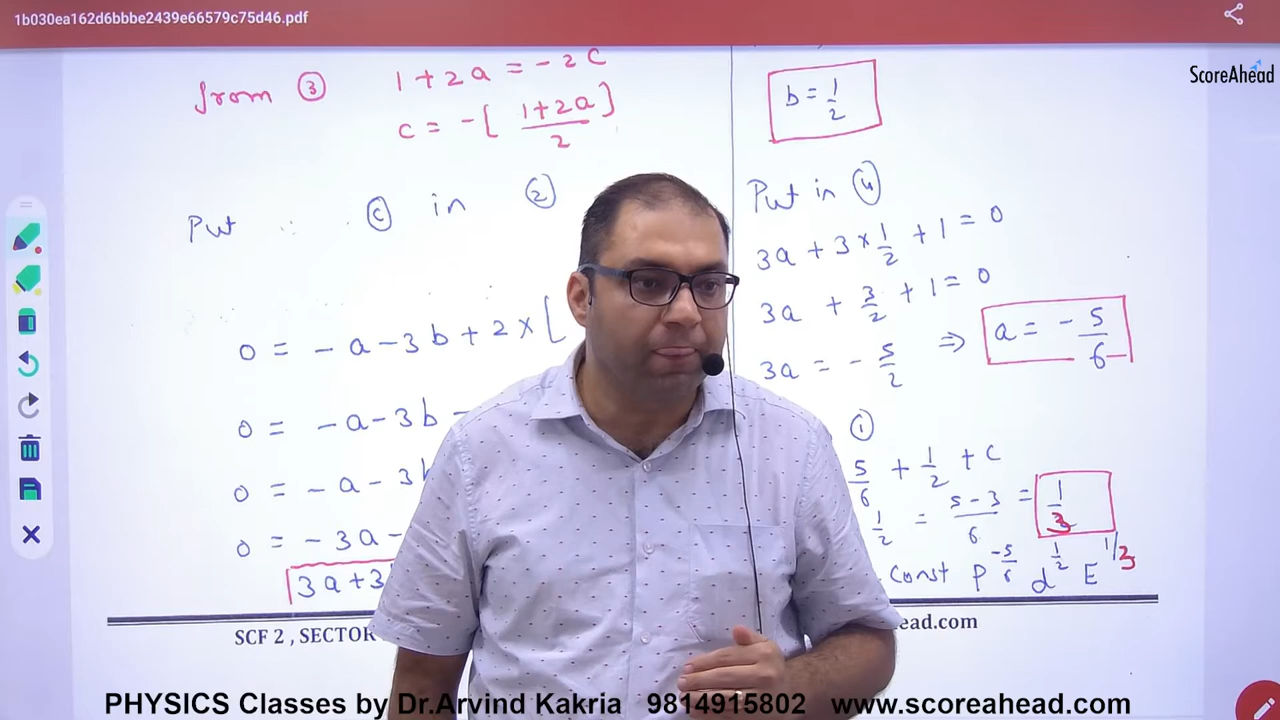 1b030ea162d6bbbe2439e66579c75d46.pdf
ScoreAhead
from ③ 1 + 2a = -2c
c = -[ (1+2a)/2 ]
Put ⓒ in ②
0 = -a - 3b + 2 × [
0 = -a - 3b -
0 = -a - 3b
0 = -3a -
3a + 3
b = 1/2
Put in ④
3a + 3 × 1/2 + 1 = 0
3a + 3/2 + 1 = 0
3a = - 5/2 ⇒ a = - 5/6
①
5/6 + 1/2 + c
1/2 = (5-3)/6 = 1/3
Const P^(-5/6) d^(1/2) E^(1/3)
SCF 2 , SECTOR
ead.com
PHYSICS Classes by Dr.Arvind Kakria 9814915802 www.scoreahead.com